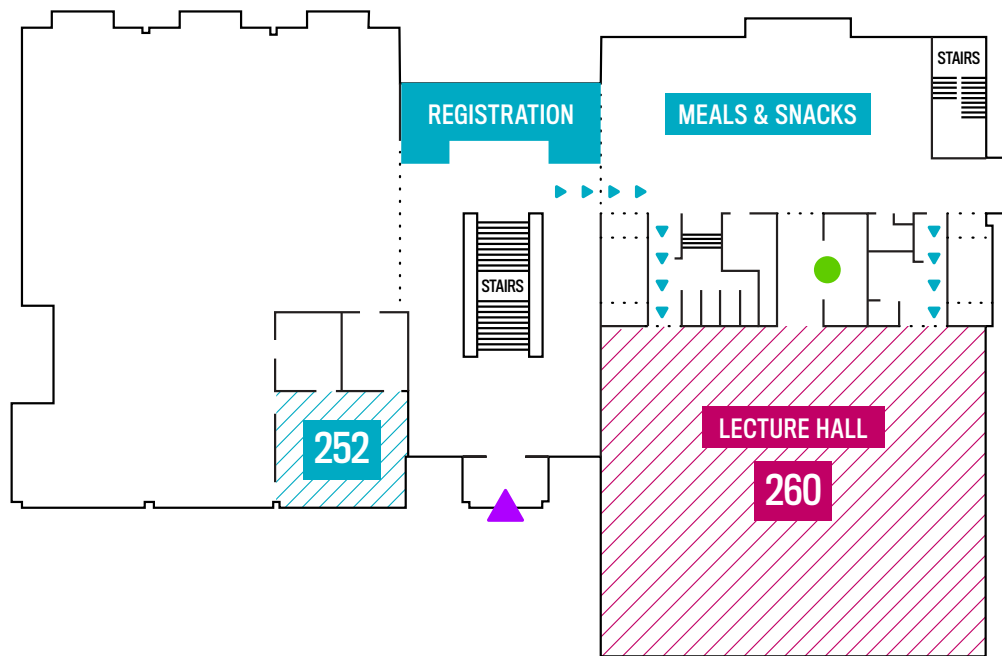 STAIRS
REGISTRATION
MEALS & SNACKS
STAIRS
252
LECTURE HALL
260